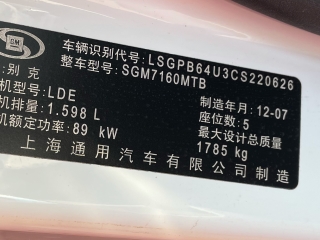 GM
车辆识别代号: LSGPB64U3CS220626
别克
整车型号: SGM7160MTB
机型号: LDE
制造年月: 12-07
机排量: 1.598 L
座位数: 5
机额定功率: 89 kW
最大设计总质量
1785 kg
上海通用汽车有限公司 制造